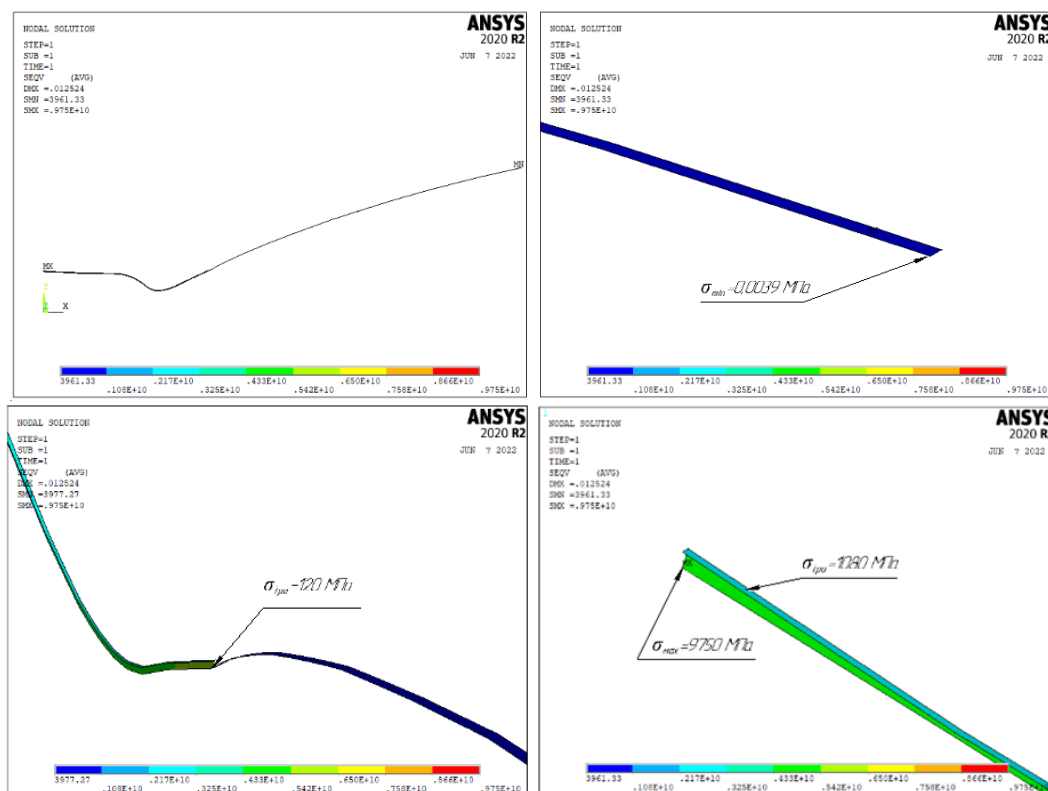 ANSYS
2020 R2
JUN 7 2022
NODAL SOLUTION
STEP=1
SUB =1
TIME=1
SEQV (AVG)
DMX =.012524
SMN =3961.33
SMX =.975E+10
MN
MX
Y
Z X
3961.33 .217E+10 .433E+10 .650E+10 .866E+10
.108E+10 .325E+10 .542E+10 .758E+10 .975E+10
ANSYS
2020 R2
JUN 7 2022
NODAL SOLUTION
STEP=1
SUB =1
TIME=1
SEQV (AVG)
DMX =.012524
SMN =3961.33
SMX =.975E+10
σmin=0,0039 МПа
3961.33 .217E+10 .433E+10 .650E+10 .866E+10
.108E+10 .325E+10 .542E+10 .758E+10 .975E+10
ANSYS
2020 R2
JUN 7 2022
NODAL SOLUTION
STEP=1
SUB =1
TIME=1
SEQV (AVG)
DMX =.012524
SMN =3977.27
SMX =.975E+10
=120 МПа
3977.27 .217E+10 .433E+10 .650E+10 .866E+10
.108E+10 .325E+10 .542E+10 .758E+10 .975E+10
ANSYS
2020 R2
JUN 7 2022
NODAL SOLUTION
STEP=1
SUB =1
TIME=1
SEQV (AVG)
DMX =.012524
SMN =3961.33
SMX =.975E+10
MX
=1080 МПа
σмах=9750 МПа
3961.33 .217E+10 .433E+10 .650E+10 .866E+10
.108E+10 .325E+10 .542E+10 .758E+10 .975E+10